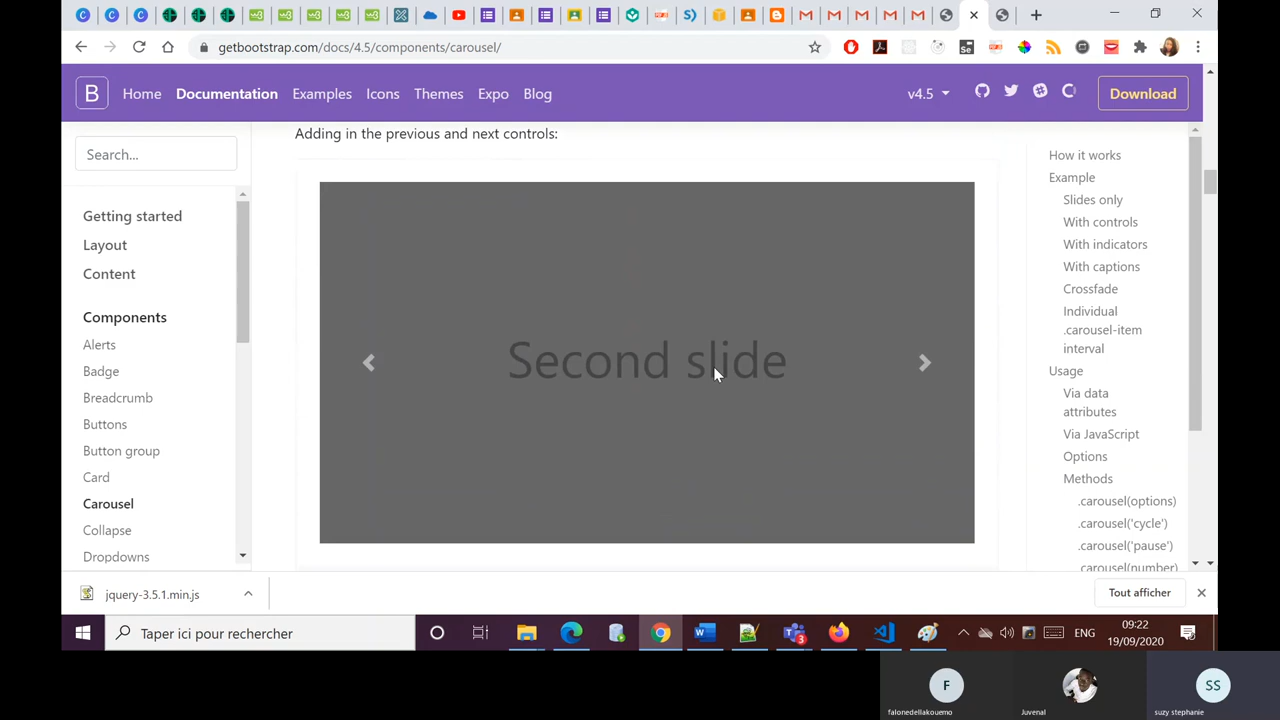 getbootstrap.com/docs/4.5/components/carousel/
B
Home
Documentation
Examples
Icons
Themes
Expo
Blog
v4.5
Download
Search...
Getting started
Layout
Content
Components
Alerts
Badge
Breadcrumb
Buttons
Button group
Card
Carousel
Collapse
Dropdowns
Adding in the previous and next controls:
Second slide
How it works
Example
Slides only
With controls
With indicators
With captions
Crossfade
Individual
.carousel-item
interval
Usage
Via data
attributes
Via JavaScript
Options
Methods
.carousel(options)
.carousel('cycle')
.carousel('pause')
.carousel(number)
jquery-3.5.1.min.js
Tout afficher
Taper ici pour rechercher
3
ENG
09:22
19/09/2020
F
falonedellakouemo
Juvenal
SS
suzy stephanie